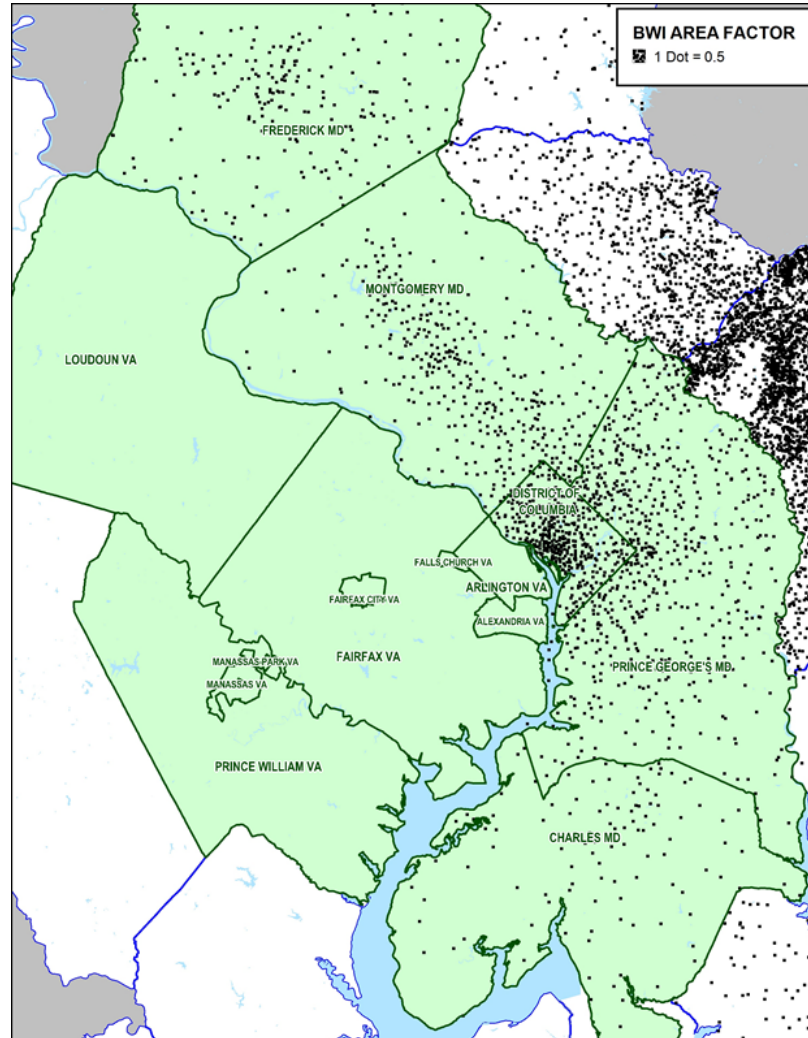 BWI AREA FACTOR
1 Dot = 0.5
FREDERICK MD
MONTGOMERY MD
LOUDOUN VA
DISTRICT OF
COLUMBIA
FALLS CHURCH VA
ARLINGTON VA
FAIRFAX CITY VA
ALEXANDRIA VA
FAIRFAX VA
MANASSAS PARK VA
MANASSAS VA
PRINCE GEORGE'S MD
PRINCE WILLIAM VA
CHARLES MD